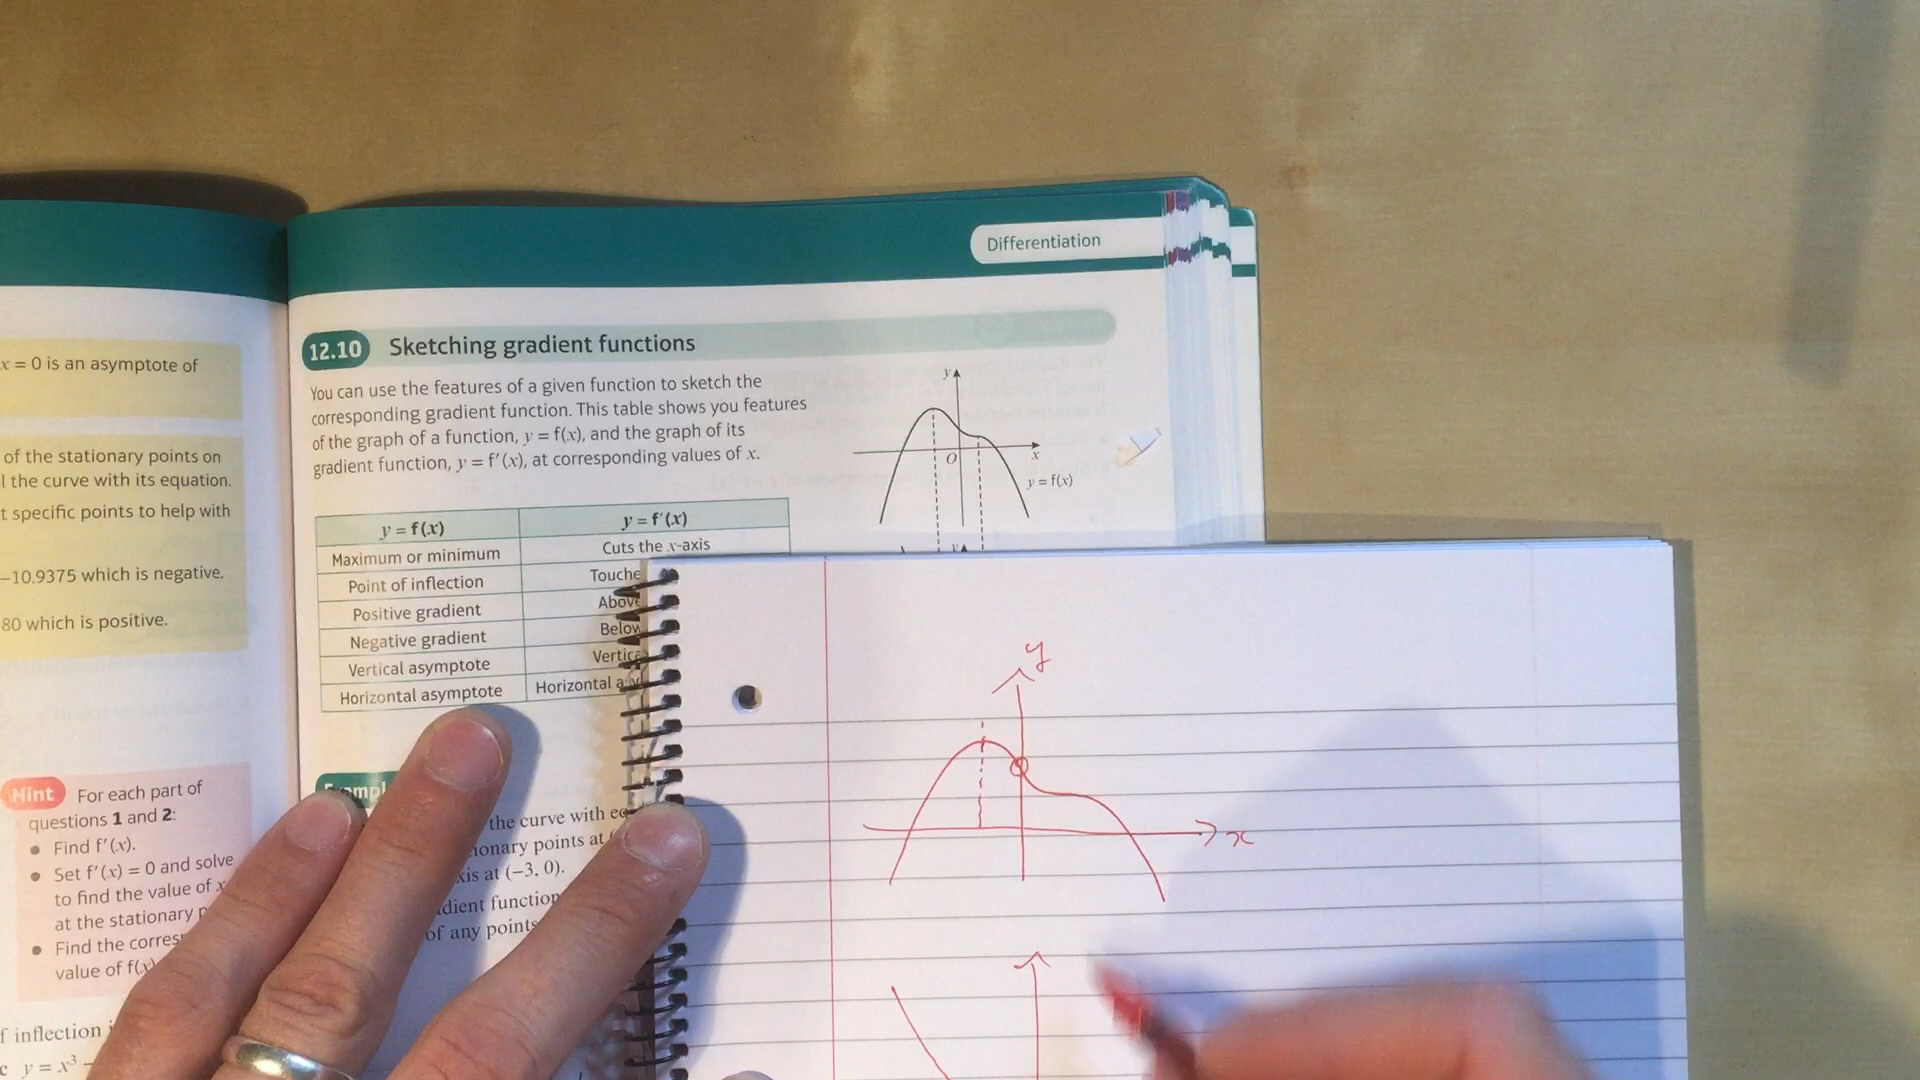 Differentiation
x = 0 is an asymptote of
of the stationary points on
l the curve with its equation.
t specific points to help with
−10.9375 which is negative.
80 which is positive.
Hint For each part of
questions 1 and 2:
● Find f′(x).
● Set f′(x) = 0 and solve
to find the value of x
at the stationary p
● Find the corres
value of f(x)
f inflection i
c y = x³ −
12.10 Sketching gradient functions
You can use the features of a given function to sketch the
corresponding gradient function. This table shows you features
of the graph of a function, y = f(x), and the graph of its
gradient function, y = f′(x), at corresponding values of x.
y
O
x
y = f(x)
y
y = f(x) y = f′(x)
Maximum or minimum Cuts the x-axis
Point of inflection Touche
Positive gradient Above
Negative gradient Below
Vertical asymptote Vertica
Horizontal asymptote Horizontal a
Exampl
the curve with eq
ionary points at
xis at (−3, 0).
dient function
of any points
y
x